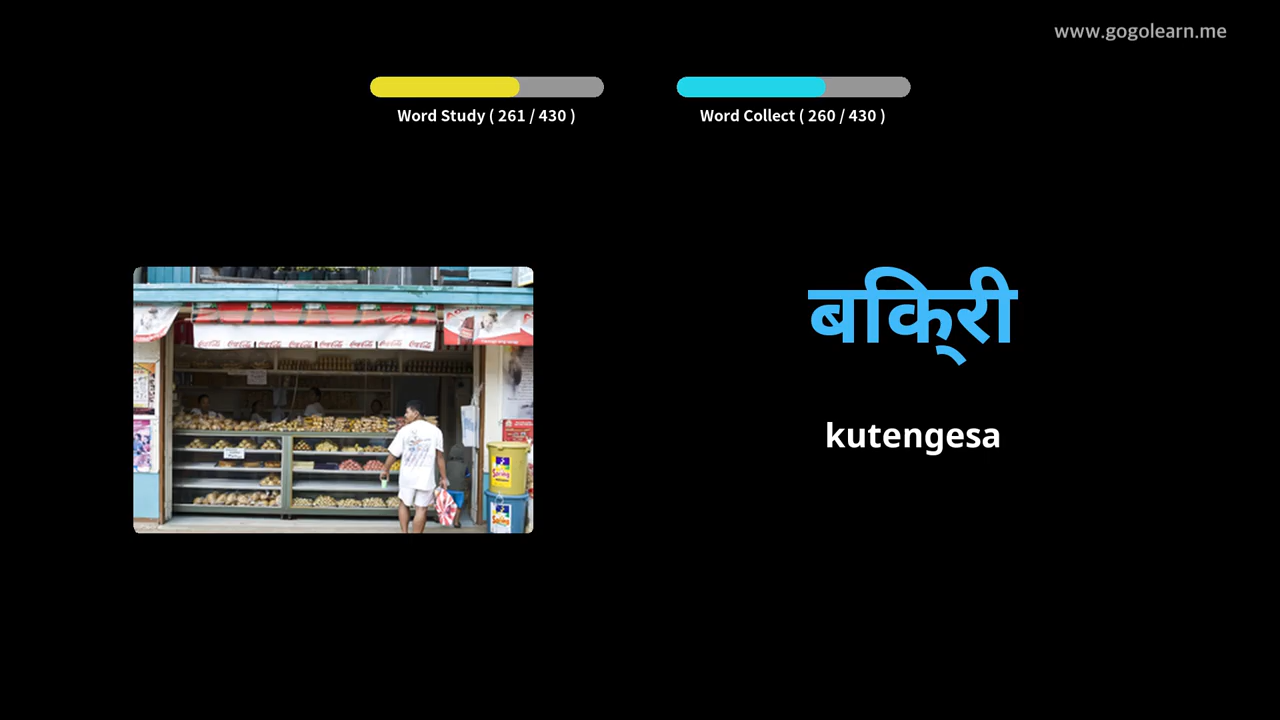 www.gogolearn.me
Word Study ( 261 / 430 )
Word Collect ( 260 / 430 )
बिक्री
kutengesa